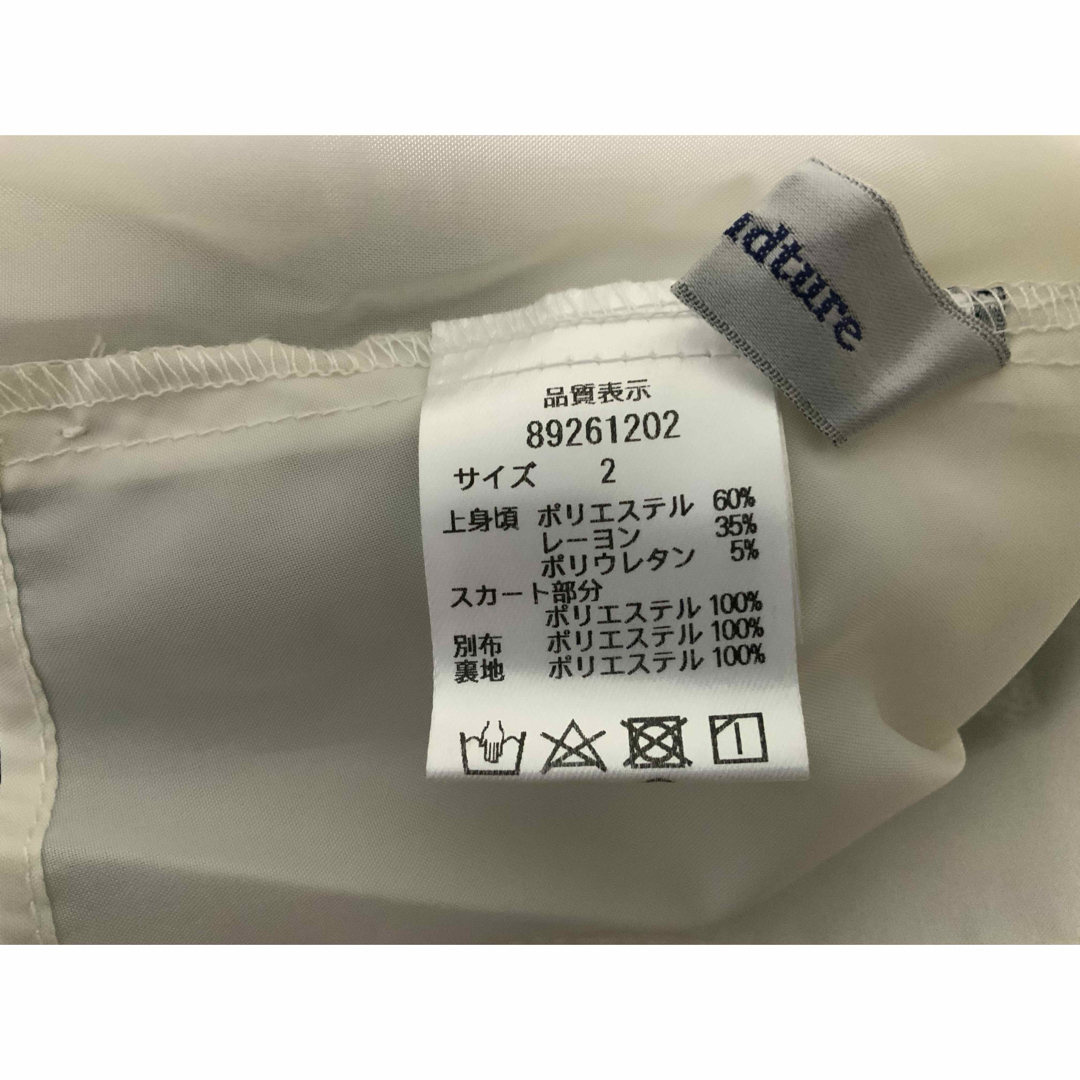 品質表示
89261202
サイズ 2
上身頃 ポリエステル 60%
レーヨン 35%
ポリウレタン 5%
スカート部分
ポリエステル 100%
別布 ポリエステル 100%
裏地 ポリエステル 100%